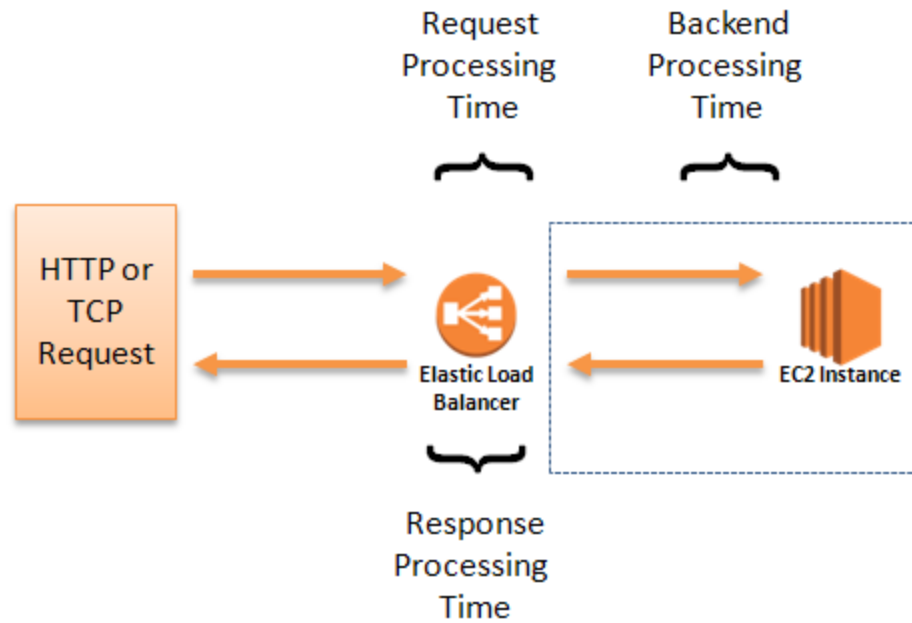 Request
Processing
Time
Backend
Processing
Time
HTTP or
TCP
Request
Elastic Load
Balancer
EC2 Instance
Response
Processing
Time